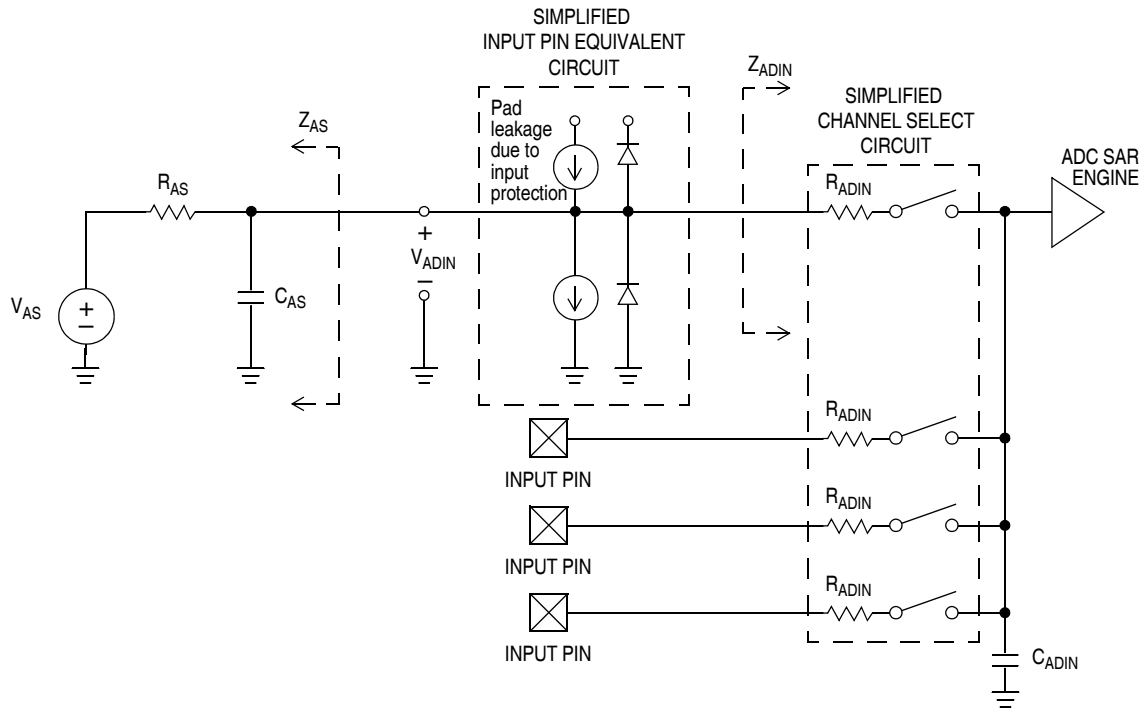 SIMPLIFIED
INPUT PIN EQUIVALENT
CIRCUIT
Z_ADIN
SIMPLIFIED
CHANNEL SELECT
CIRCUIT
Pad
leakage
due to
input
protection
Z_AS
R_AS
R_ADIN
ADC SAR
ENGINE
+
V_ADIN
–
V_AS
+
–
C_AS
R_ADIN
INPUT PIN
R_ADIN
INPUT PIN
R_ADIN
INPUT PIN
C_ADIN